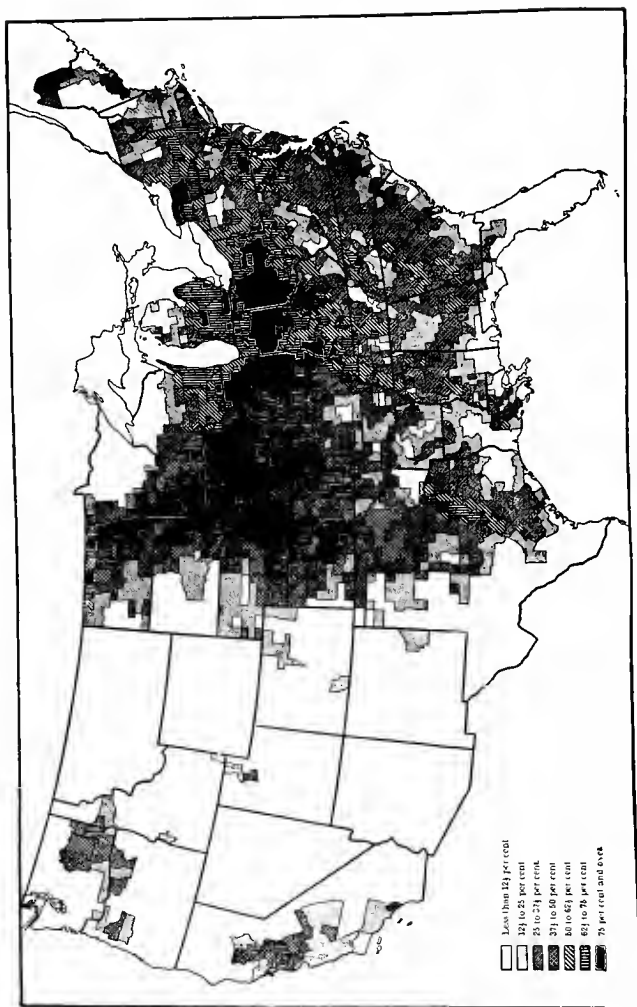 Less than 12½ per cent
12½ to 25 per cent
25 to 37½ per cent
37½ to 50 per cent
50 to 62½ per cent
62½ to 75 per cent
75 per cent and over